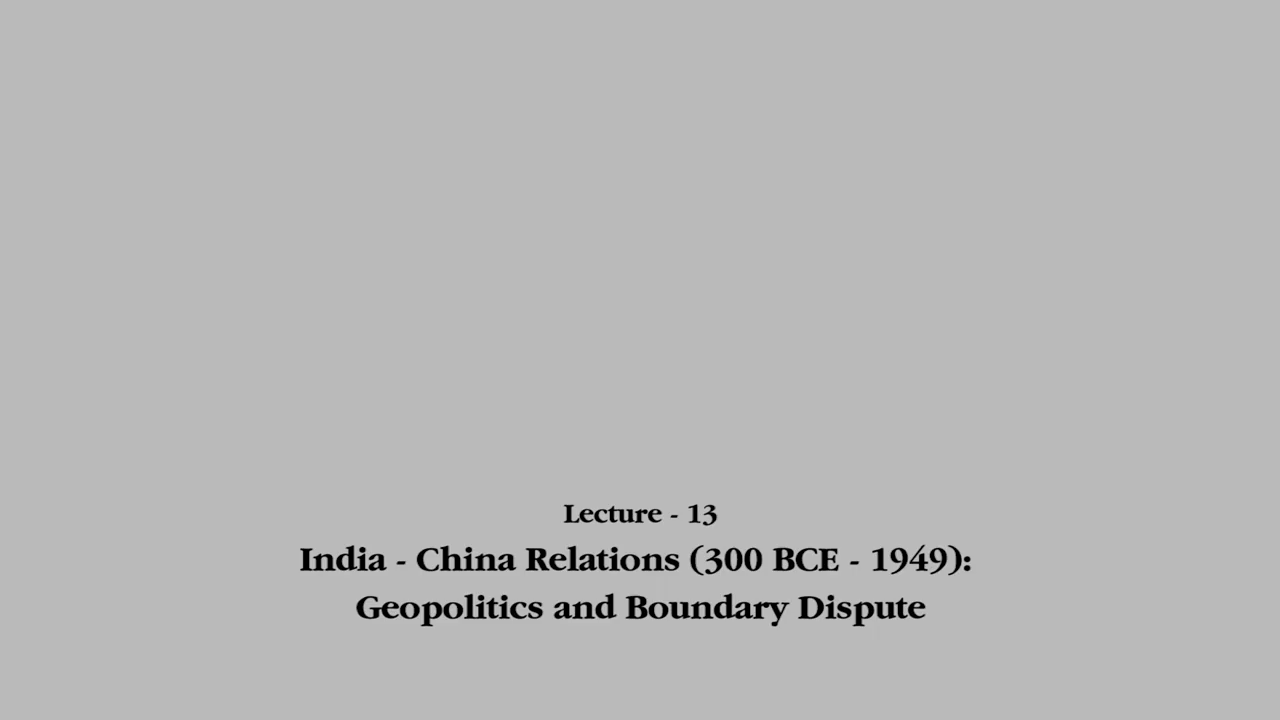 Lecture - 13
India - China Relations (300 BCE - 1949):
Geopolitics and Boundary Dispute